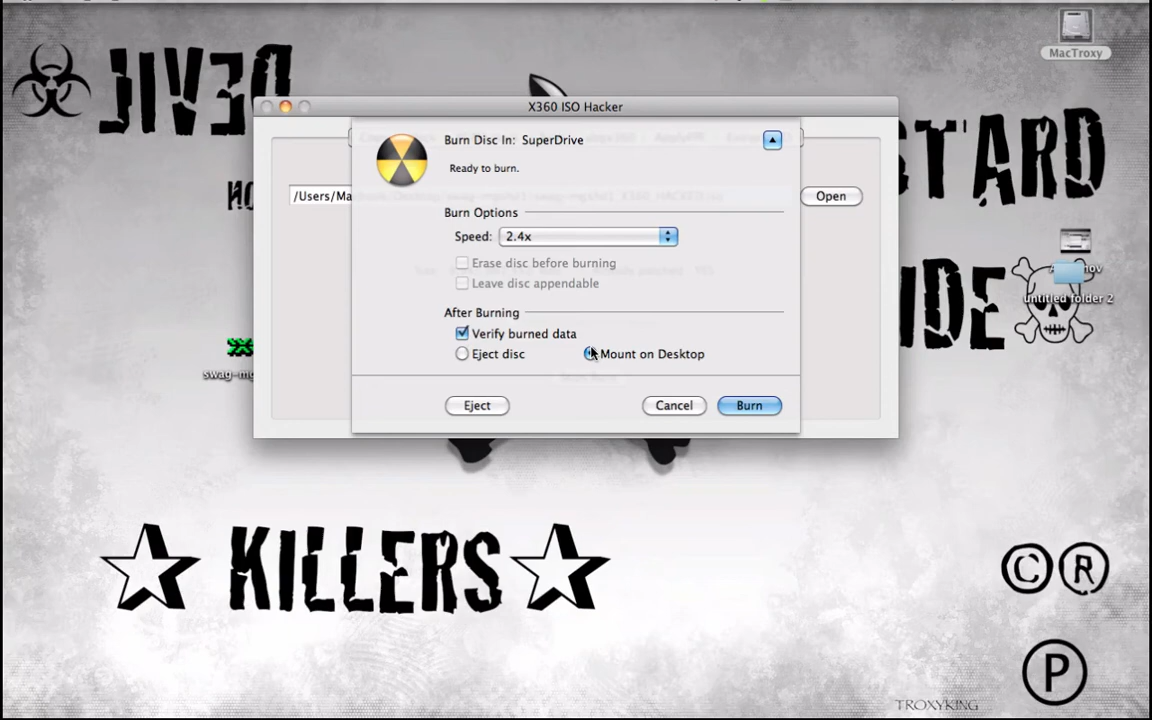 MacTroxy
X360 ISO Hacker
Burn Disc In: SuperDrive
Ready to burn.
/Users/Ma
Open
Burn Options
Speed: 2.4x
Erase disc before burning
Leave disc appendable
untitled folder 2
After Burning
Verify burned data
Eject disc
Mount on Desktop
swag-m
Eject
Cancel
Burn
KILLERS
C
R
P
TROXYKING